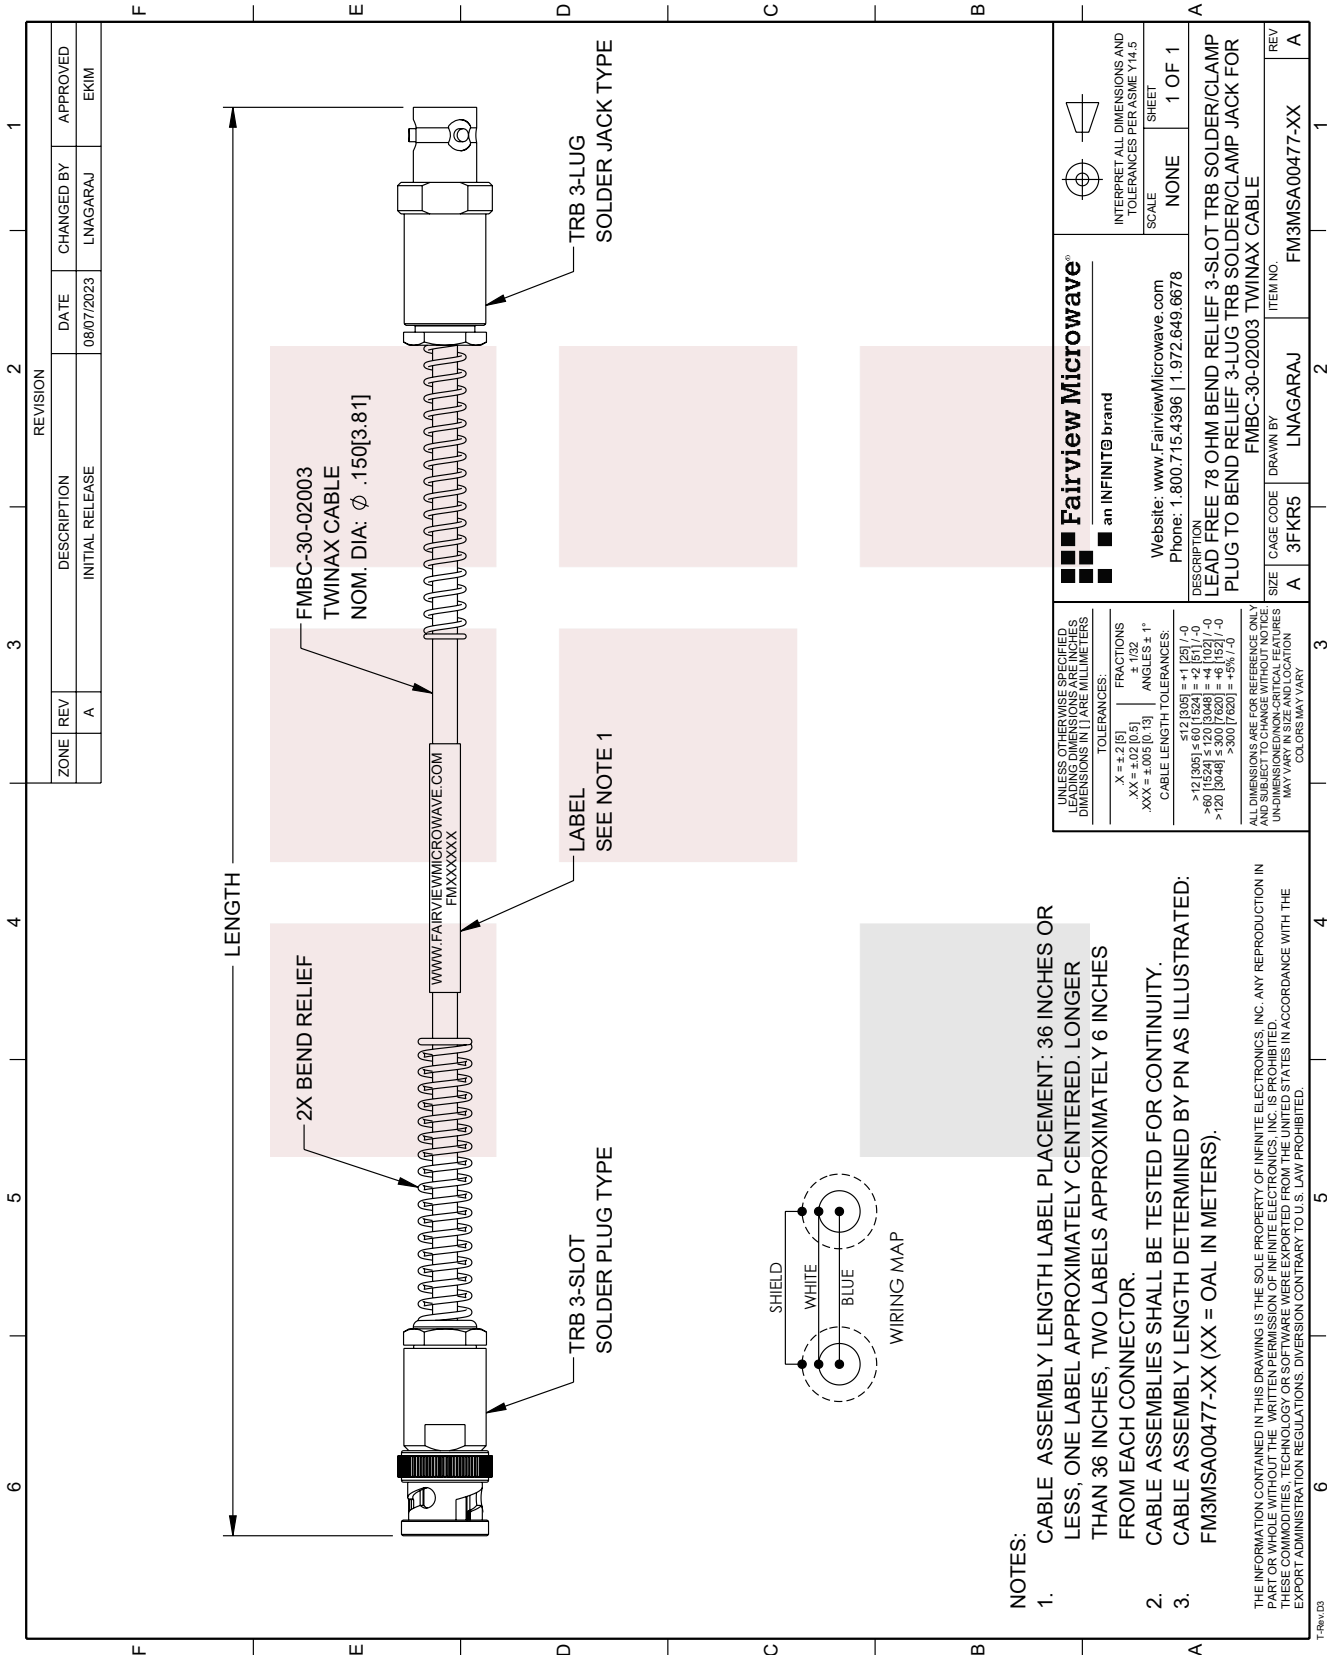 REVISION
ZONE REV DESCRIPTION DATE CHANGED BY APPROVED
A INITIAL RELEASE 08/07/2023 LNAGARAJ EKIM
6 5 4 3 2 1
F
E
D
C
B
A
LENGTH
2X BEND RELIEF
FMBC-30-02003
TWINAX CABLE
NOM. DIA: Ø .150[3.81]
WWW.FAIRVIEWMICROWAVE.COM
FMXXXXXX
TRB 3-SLOT
SOLDER PLUG TYPE
LABEL
SEE NOTE 1
TRB 3-LUG
SOLDER JACK TYPE
SHIELD
WHITE
BLUE
WIRING MAP
NOTES:
1. CABLE ASSEMBLY LENGTH LABEL PLACEMENT: 36 INCHES OR
LESS, ONE LABEL APPROXIMATELY CENTERED. LONGER
THAN 36 INCHES, TWO LABELS APPROXIMATELY 6 INCHES
FROM EACH CONNECTOR.
2. CABLE ASSEMBLIES SHALL BE TESTED FOR CONTINUITY.
3. CABLE ASSEMBLY LENGTH DETERMINED BY PN AS ILLUSTRATED:
FM3MSA00477-XX (XX = OAL IN METERS).
THE INFORMATION CONTAINED IN THIS DRAWING IS THE SOLE PROPERTY OF INFINITE ELECTRONICS, INC. ANY REPRODUCTION IN
PART OR WHOLE WITHOUT THE WRITTEN PERMISSION OF INFINITE ELECTRONICS, INC. IS PROHIBITED.
THESE COMMODITIES, TECHNOLOGY OR SOFTWARE WERE EXPORTED FROM THE UNITED STATES IN ACCORDANCE WITH THE
EXPORT ADMINISTRATION REGULATIONS. DIVERSION CONTRARY TO U.S. LAW PROHIBITED.
UNLESS OTHERWISE SPECIFIED
LEADING DIMENSIONS ARE INCHES
DIMENSIONS IN [ ] ARE MILLIMETERS
TOLERANCES:
.X = ±.2 [5]
.XX = ±.02 [0.5]
.XXX = ±.005 [0.13]
FRACTIONS
± 1/32
ANGLES ± 1°
CABLE LENGTH TOLERANCES:
≤12 [305] = +1 [25] / -0
>12 [305] ≤ 60 [1524] = +2 [51] / -0
>60 [1524] ≤ 120 [3048] = +4 [102] / -0
>120 [3048] ≤ 300 [7620] = +6 [152] / -0
>300 [7620] = +5% / -0
ALL DIMENSIONS ARE FOR REFERENCE ONLY
AND SUBJECT TO CHANGE WITHOUT NOTICE.
UN-DIMENSIONED/NON-CRITICAL FEATURES
MAY VARY IN SIZE AND LOCATION
COLORS MAY VARY
Fairview Microwave®
an INFINIT@ brand
Website: www.FairviewMicrowave.com
Phone: 1.800.715.4396 | 1.972.649.6678
INTERPRET ALL DIMENSIONS AND
TOLERANCES PER ASME Y14.5
SCALE NONE
SHEET 1 OF 1
DESCRIPTION
LEAD FREE 78 OHM BEND RELIEF 3-SLOT TRB SOLDER/CLAMP
PLUG TO BEND RELIEF 3-LUG TRB SOLDER/CLAMP JACK FOR
FMBC-30-02003 TWINAX CABLE
SIZE A
CAGE CODE 3FKR5
DRAWN BY LNAGARAJ
ITEM NO. FM3MSA00477-XX
REV A
F
E
D
C
B
A
6 5 4 3 2 1
T-Rev.D3